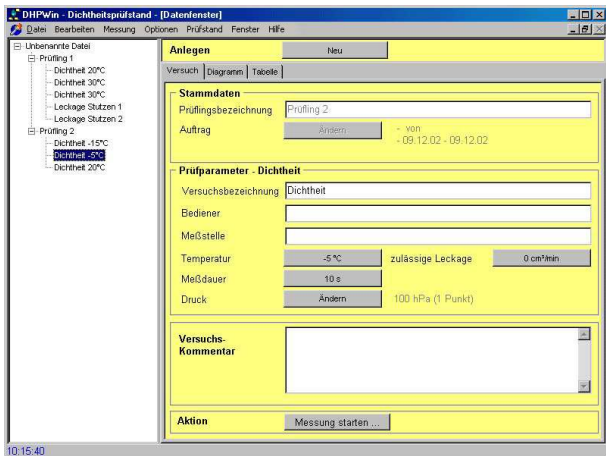 DHPWin - Dichtheitsprüfstand - [Datenfenster]
Datei Bearbeiten Messung Optionen Prüfstand Fenster Hilfe
Unbenannte Datei
Prüfling 1
Dichtheit 20°C
Dichtheit 30°C
Dichtheit 30°C
Leckage Stutzen 1
Leckage Stutzen 2
Prüfling 2
Dichtheit -15°C
Dichtheit -5°C
Dichtheit 20°C
Anlegen Neu
Versuch Diagramm Tabelle
Stammdaten
Prüflingsbezeichnung Prüfling 2
Auftrag Ändern - von
- 09.12.02 - 09.12.02
Prüfparameter - Dichtheit
Versuchsbezeichnung Dichtheit
Bediener
Meßstelle
Temperatur -5 °C zulässige Leckage 0 cm³/min
Meßdauer 10 s
Druck Ändern 100 hPa (1 Punkt)
Versuchs-
Kommentar
Aktion Messung starten ...
10:15:40